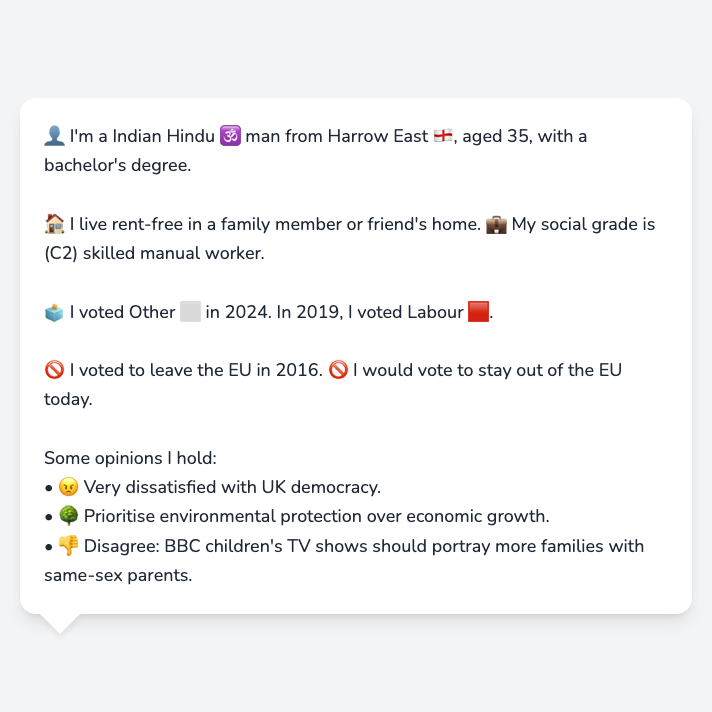 👤 I'm a Indian Hindu 🕉️ man from Harrow East 🏴󠁧󠁢󠁥󠁮󠁧󠁿, aged 35, with a
bachelor's degree.
🏠 I live rent-free in a family member or friend's home. 💼 My social grade is
(C2) skilled manual worker.
🗳️ I voted Other ⬜ in 2024. In 2019, I voted Labour 🟥.
🚫 I voted to leave the EU in 2016. 🚫 I would vote to stay out of the EU
today.
Some opinions I hold:
• 😠 Very dissatisfied with UK democracy.
• 🌳 Prioritise environmental protection over economic growth.
• 👎 Disagree: BBC children's TV shows should portray more families with
same-sex parents.